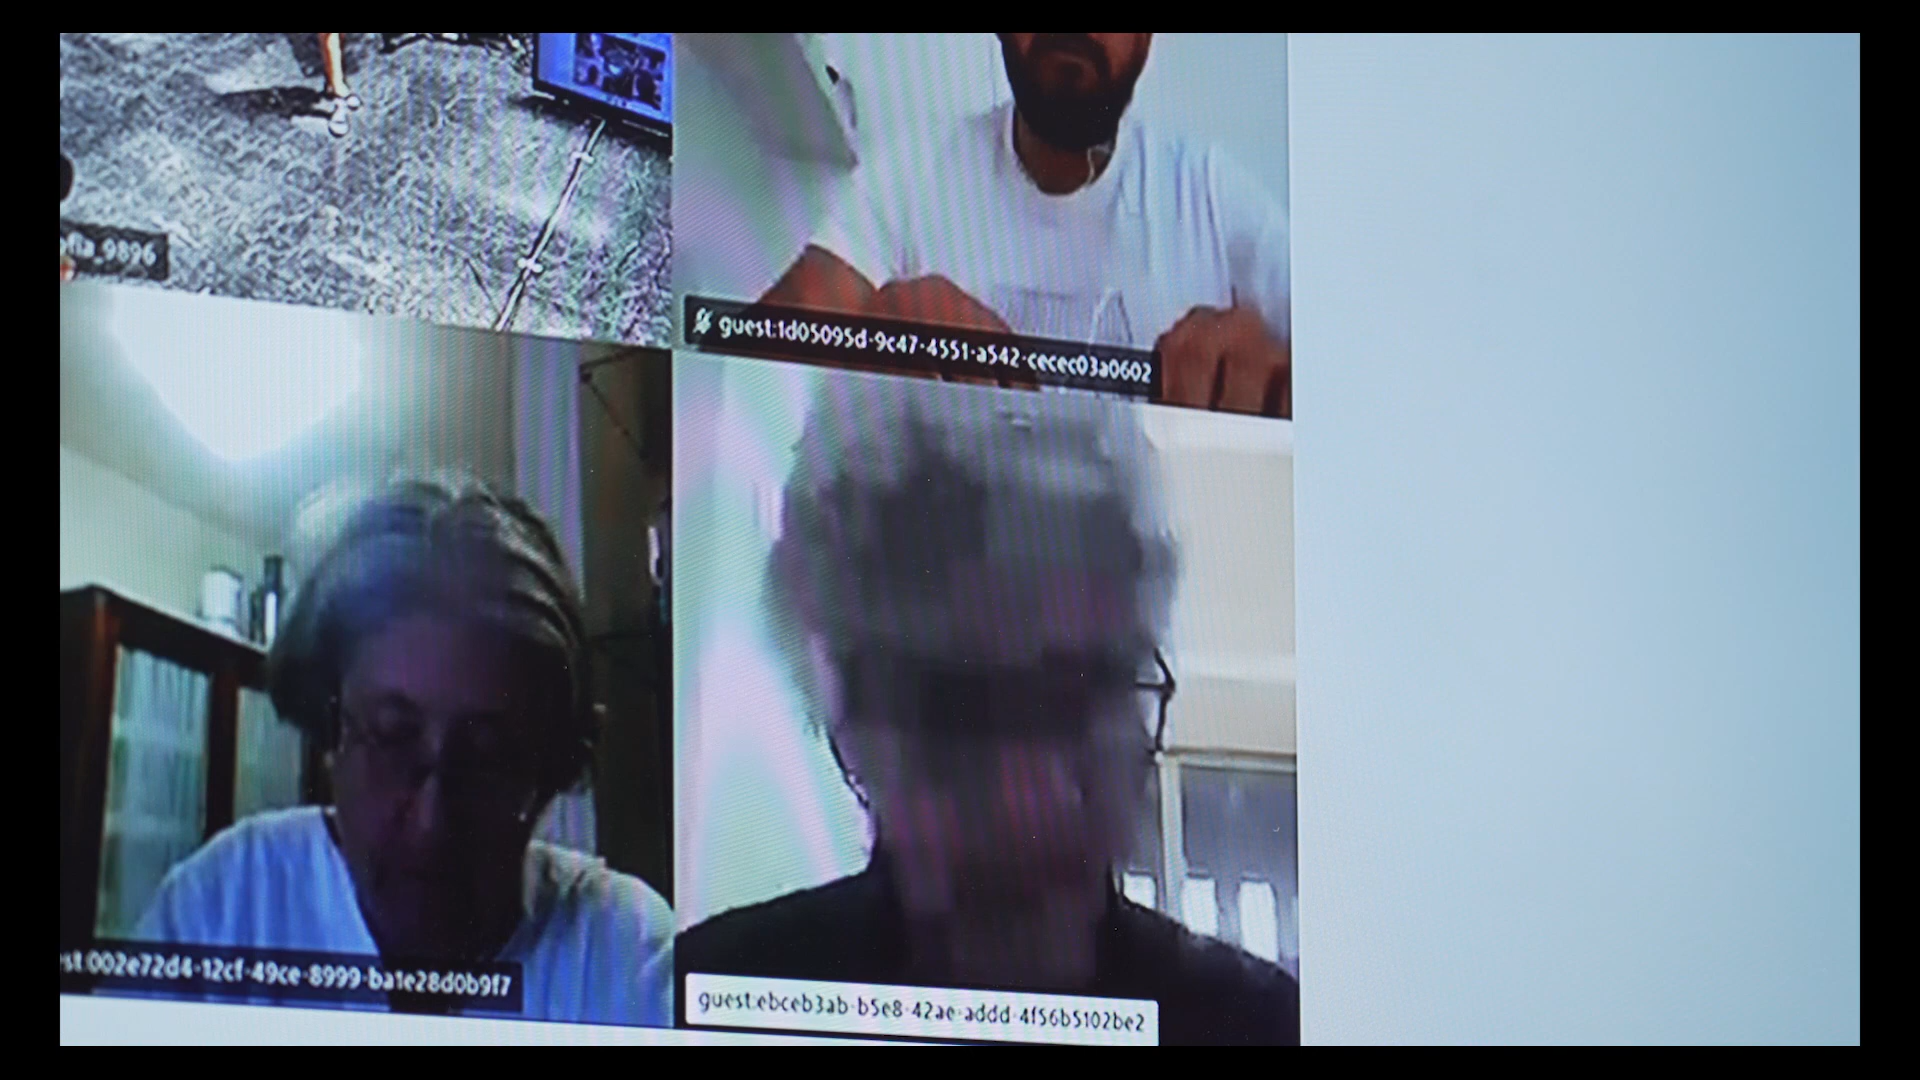 fia_9896
guest:1d05095d-9c47-4551-a542-cecec03a0602
st:002e72d4-12cf-49ce-8999-ba1e28d0b9f7
guest:ebceb3ab-b5e8-42ae-addd-4f56b5102be2